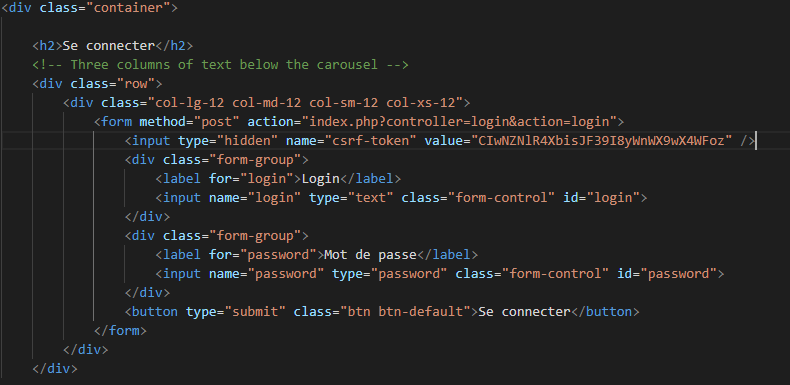 <div class="container">
<h2>Se connecter</h2>
<!-- Three columns of text below the carousel -->
<div class="row">
<div class="col-lg-12 col-md-12 col-sm-12 col-xs-12">
<form method="post" action="index.php?controller=login&action=login">
<input type="hidden" name="csrf-token" value="CIwNZNlR4XbisJF39I8yWnWX9wX4WFoz" />
<div class="form-group">
<label for="login">Login</label>
<input name="login" type="text" class="form-control" id="login">
</div>
<div class="form-group">
<label for="password">Mot de passe</label>
<input name="password" type="password" class="form-control" id="password">
</div>
<button type="submit" class="btn btn-default">Se connecter</button>
</form>
</div>
</div>